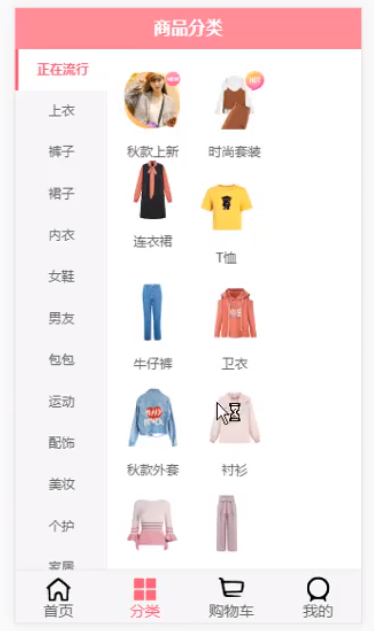 商品分类
正在流行
上衣
裤子
裙子
内衣
女鞋
男友
包包
运动
配饰
美妆
个护
家居
NEW
HOT
秋款上新
时尚套装
连衣裙
T恤
牛仔裤
卫衣
秋款外套
衬衫
首页
分类
购物车
我的